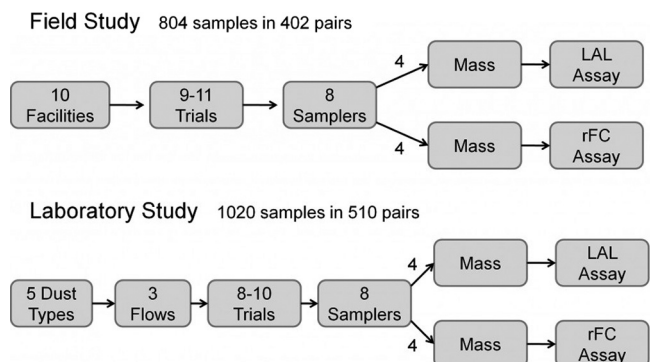 Field Study 804 samples in 402 pairs
10
Facilities
9-11
Trials
8
Samplers
4
Mass
LAL
Assay
4
Mass
rFC
Assay
Laboratory Study 1020 samples in 510 pairs
5 Dust
Types
3
Flows
8-10
Trials
8
Samplers
4
Mass
LAL
Assay
4
Mass
rFC
Assay